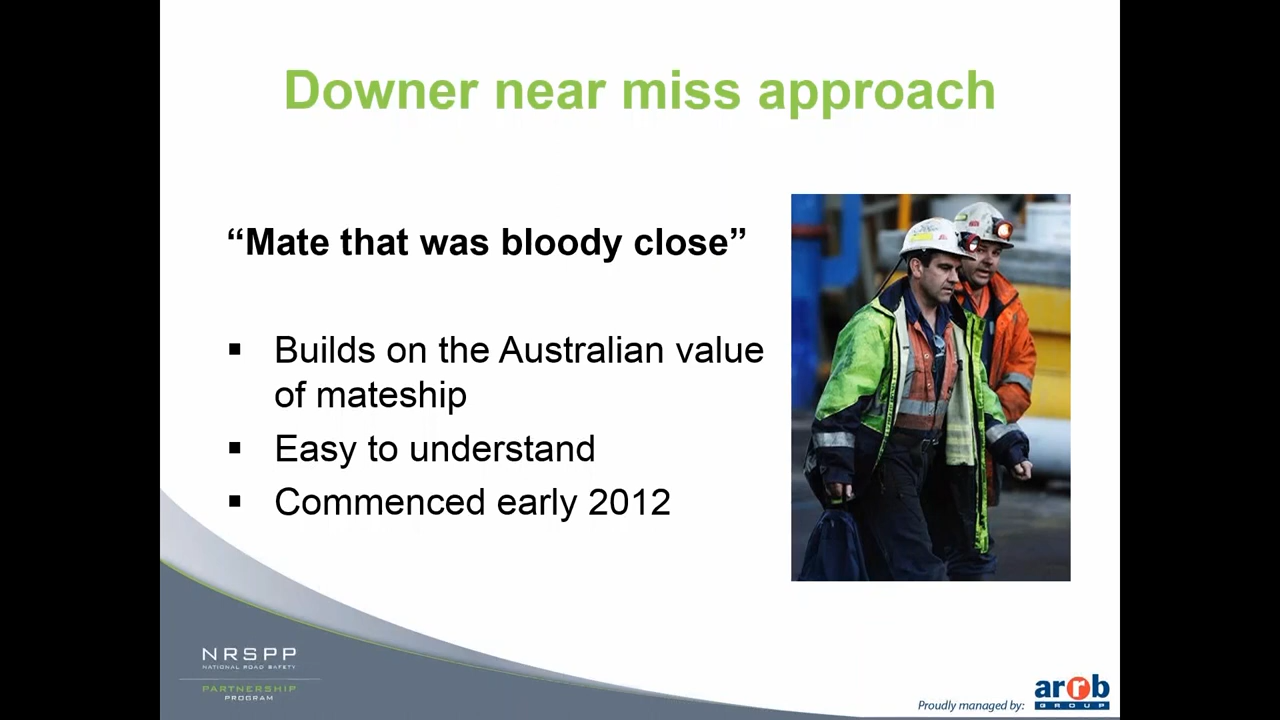 Downer near miss approach
“Mate that was bloody close”
▪ Builds on the Australian value
of mateship
▪ Easy to understand
▪ Commenced early 2012
NRSPP
NATIONAL ROAD SAFETY
PARTNERSHIP
PROGRAM
Proudly managed by:
arrb
GROUP